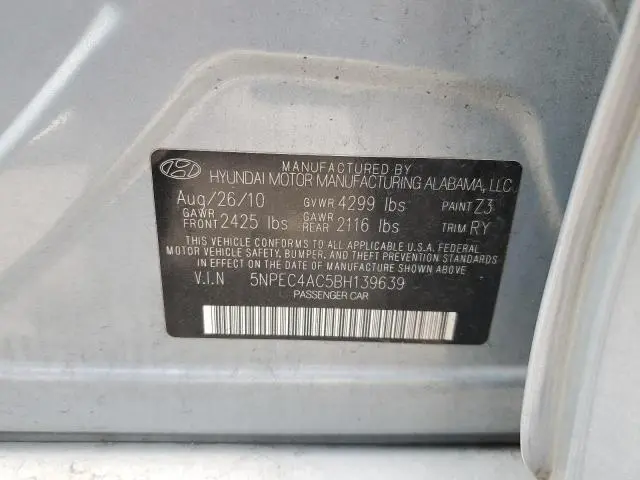 MANUFACTURED BY
HYUNDAI MOTOR MANUFACTURING ALABAMA, LLC
Aug/26/10 GVWR 4299 lbs PAINT Z3
GAWR FRONT 2425 lbs GAWR REAR 2116 lbs TRIM RY
THIS VEHICLE CONFORMS TO ALL APPLICABLE U.S.A. FEDERAL
MOTOR VEHICLE SAFETY, BUMPER, AND THEFT PREVENTION STANDARDS
IN EFFECT ON THE DATE OF MANUFACTURE SHOWN ABOVE.
V.I.N 5NPEC4AC5BH139639
PASSENGER CAR